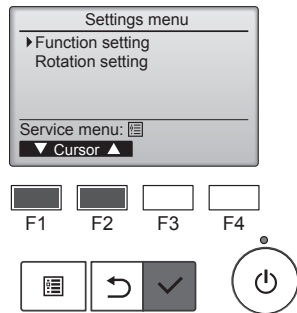 Settings menu
Function setting
Rotation setting
Service menu:
▼ Cursor ▲
F1 F2 F3 F4